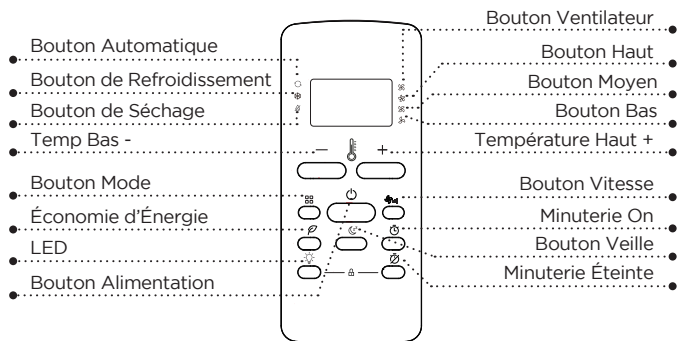 Bouton Automatique
Bouton de Refroidissement
Bouton de Séchage
Temp Bas -
Bouton Mode
Économie d'Énergie
LED
Bouton Alimentation
Bouton Ventilateur
Bouton Haut
Bouton Moyen
Bouton Bas
Température Haut +
Bouton Vitesse
Minuterie On
Bouton Veille
Minuterie Éteinte